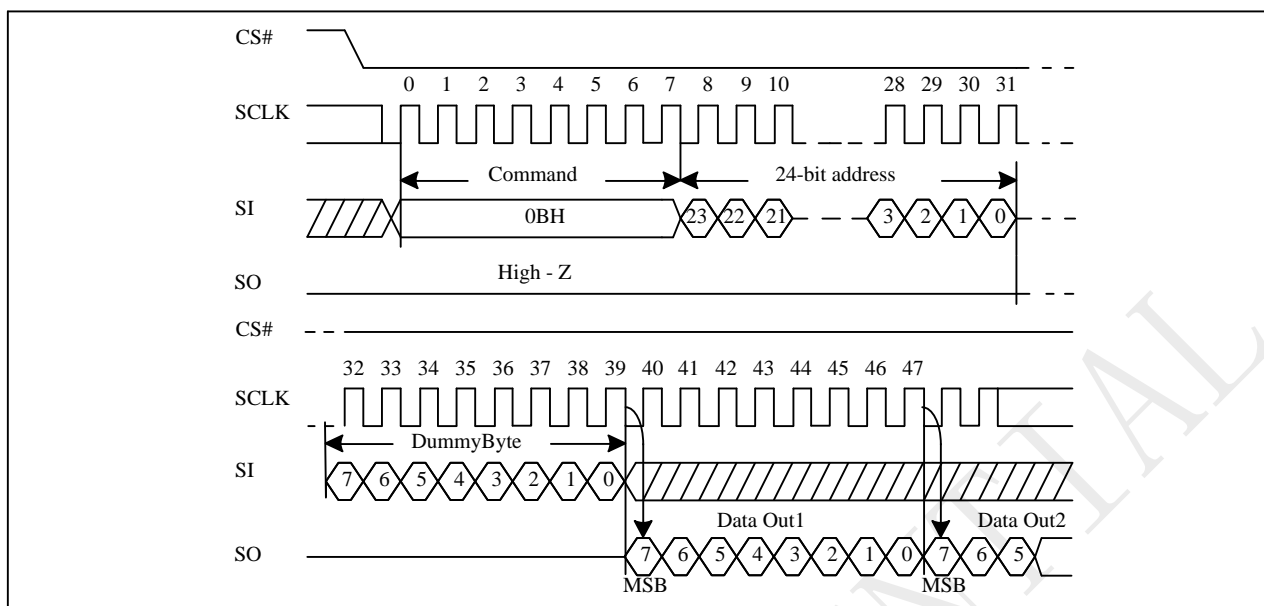 CS#
0 1 2 3 4 5 6 7 8 9 10 28 29 30 31
SCLK
Command 24-bit address
SI 0BH 23 22 21 3 2 1 0
High - Z
SO
CS#
32 33 34 35 36 37 38 39 40 41 42 43 44 45 46 47
SCLK
DummyByte
SI 7 6 5 4 3 2 1 0
Data Out1 Data Out2
SO 7 6 5 4 3 2 1 0 7 6 5
MSB MSB
NTIAL